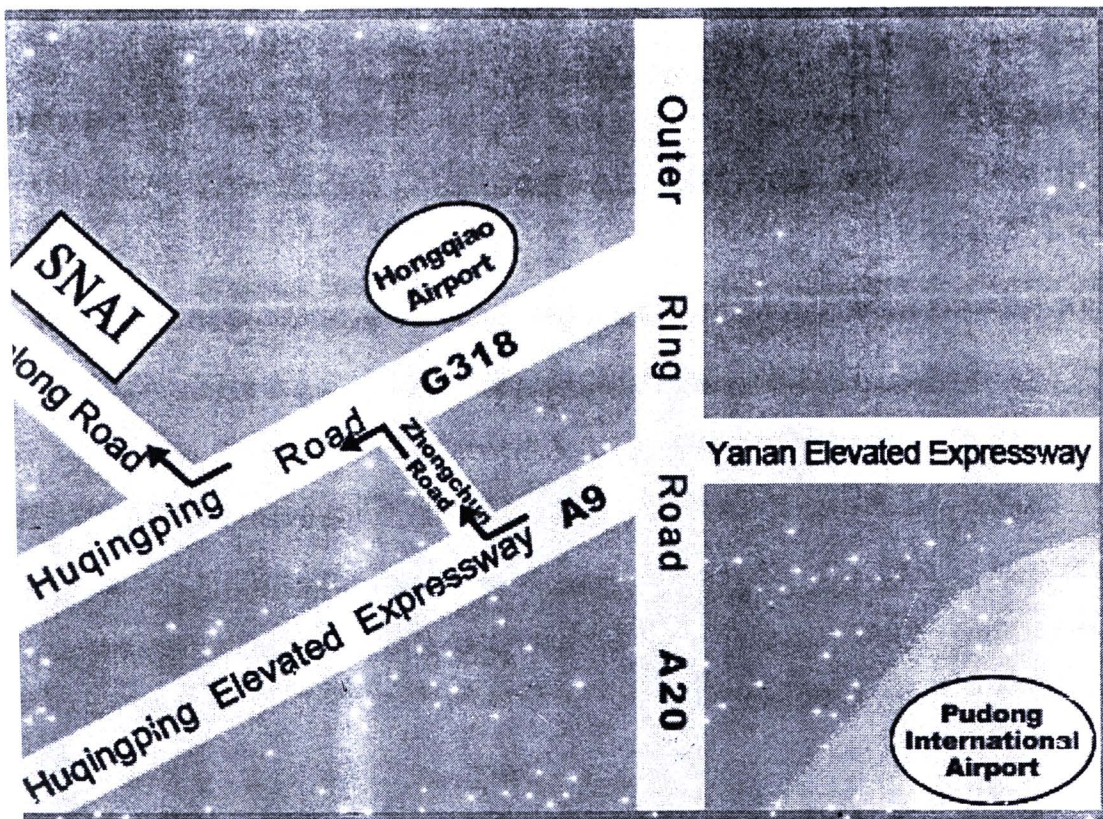 Outer Ring Road A20
Hongqiao
Airport
SNAI
Road
G318
Huqingping Road
Zhongchun
Road
Yanan Elevated Expressway
A9
Huqingping Elevated Expressway
Pudong
International
Airport